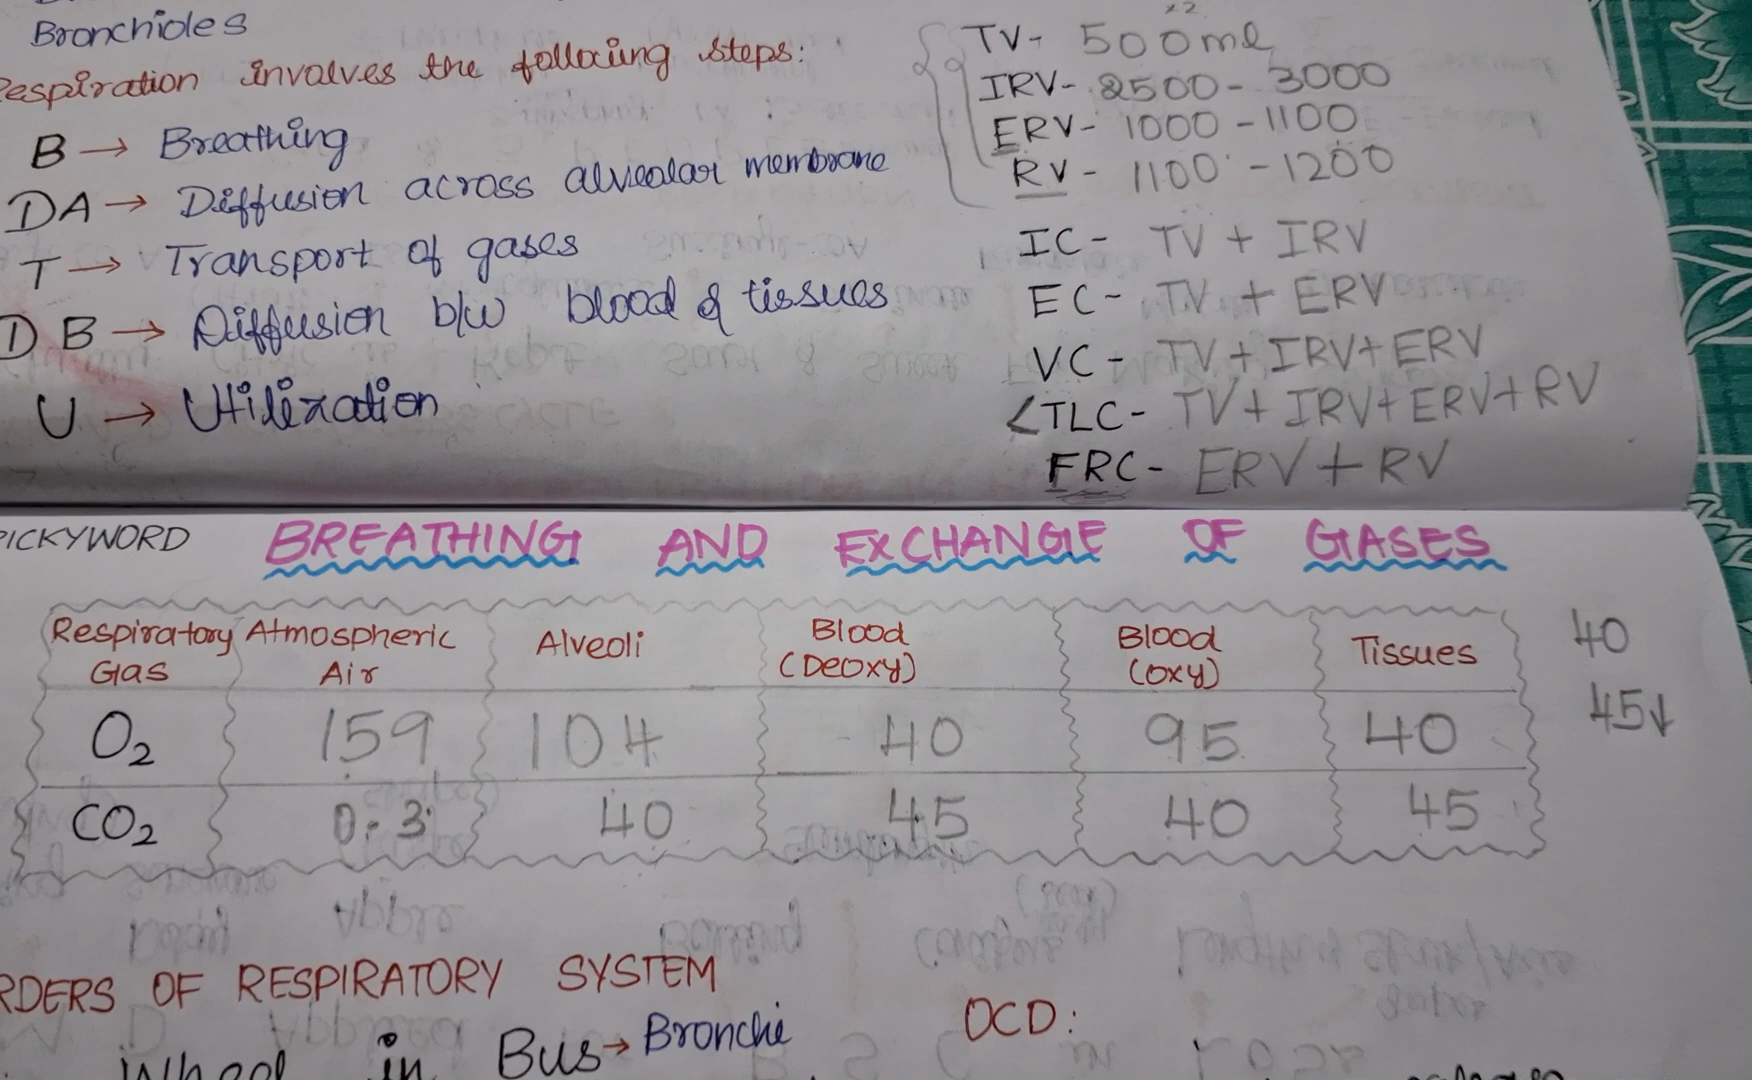 Bronchioles
Respiration involves the following steps:
B → Breathing
DA → Diffusion across alveolar membrane
T → Transport of gases
DB → Diffusion b/w blood & tissues
U → Utilization
x2
TV - 500ml
IRV - 2500 - 3000
ERV - 1000 - 1100
RV - 1100 - 1200
IC - TV + IRV
EC - TV + ERV
VC - TV + IRV + ERV
TLC - TV + IRV + ERV + RV
FRC - ERV + RV
PICKYWORD BREATHING AND EXCHANGE OF GASES
Respiratory Gas Atmospheric Air Alveoli Blood (Deoxy) Blood (oxy) Tissues
O2 159 104 40 95 40
CO2 0.3 40 45 40 45
40
45↓
RDERS OF RESPIRATORY SYSTEM
OCD:
Wheel in Bus → Bronchi